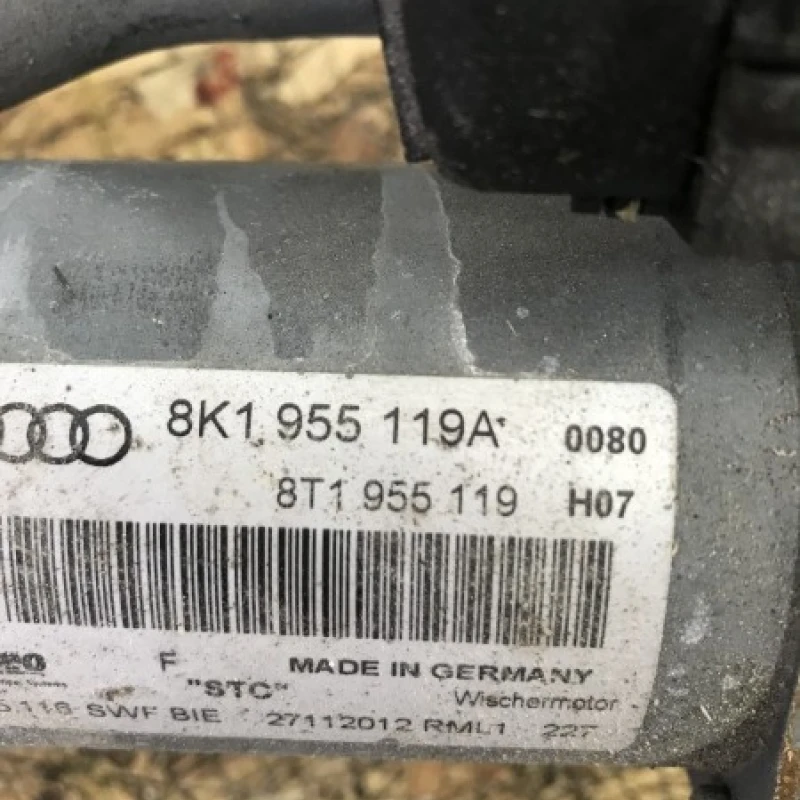 8K1 955 119A 0080
8T1 955 119 H07
F MADE IN GERMANY
"STC" Wischermotor
SWF BIE 27112012 RML1 227